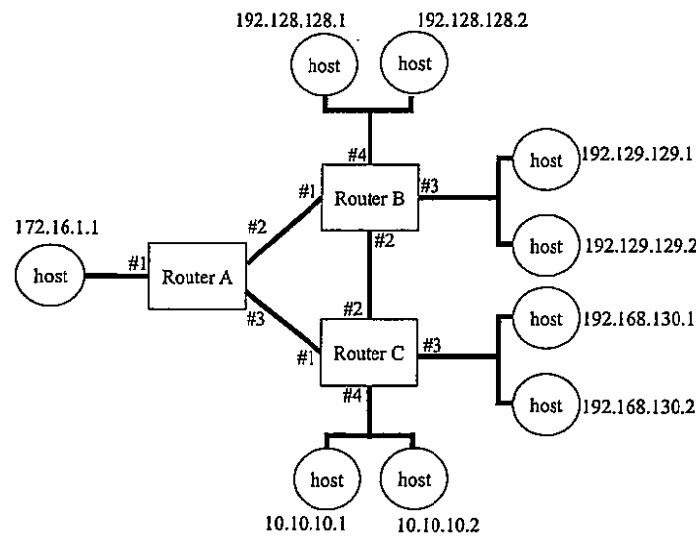 192.128.128.1
192.128.128.2
host
host
#4
192.129.129.1
host
#1
Router B
#3
172.16.1.1
#2
#2
192.129.129.2
host
host
#1
Router A
#3
#2
192.168.130.1
host
#1
Router C
#3
#4
192.168.130.2
host
host
host
10.10.10.1
10.10.10.2